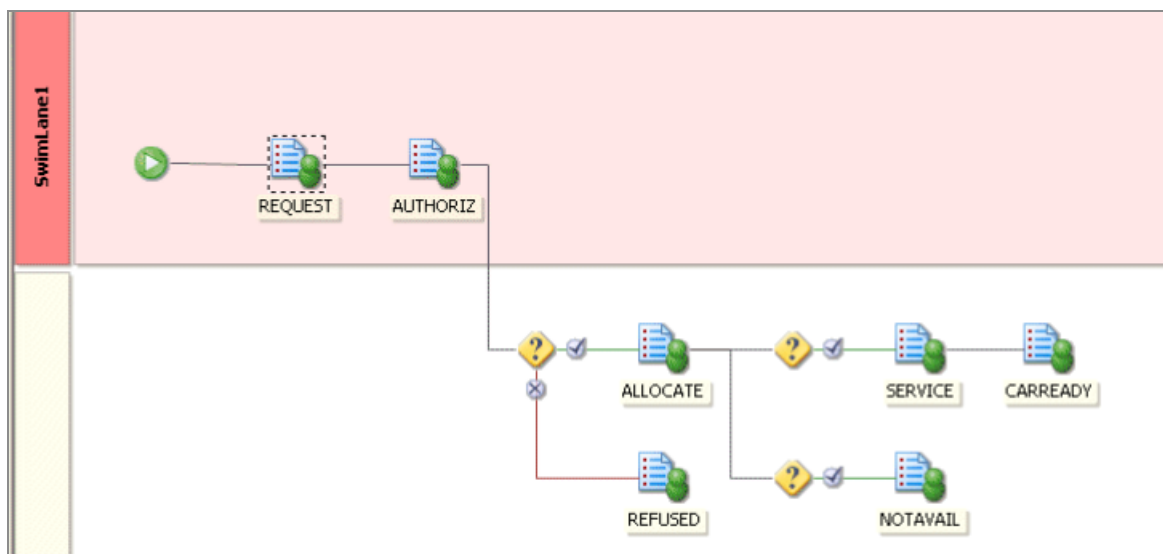 SwimLane1
REQUEST
AUTHORIZ
?
?
ALLOCATE
SERVICE
CARREADY
?
REFUSED
NOTAVAIL